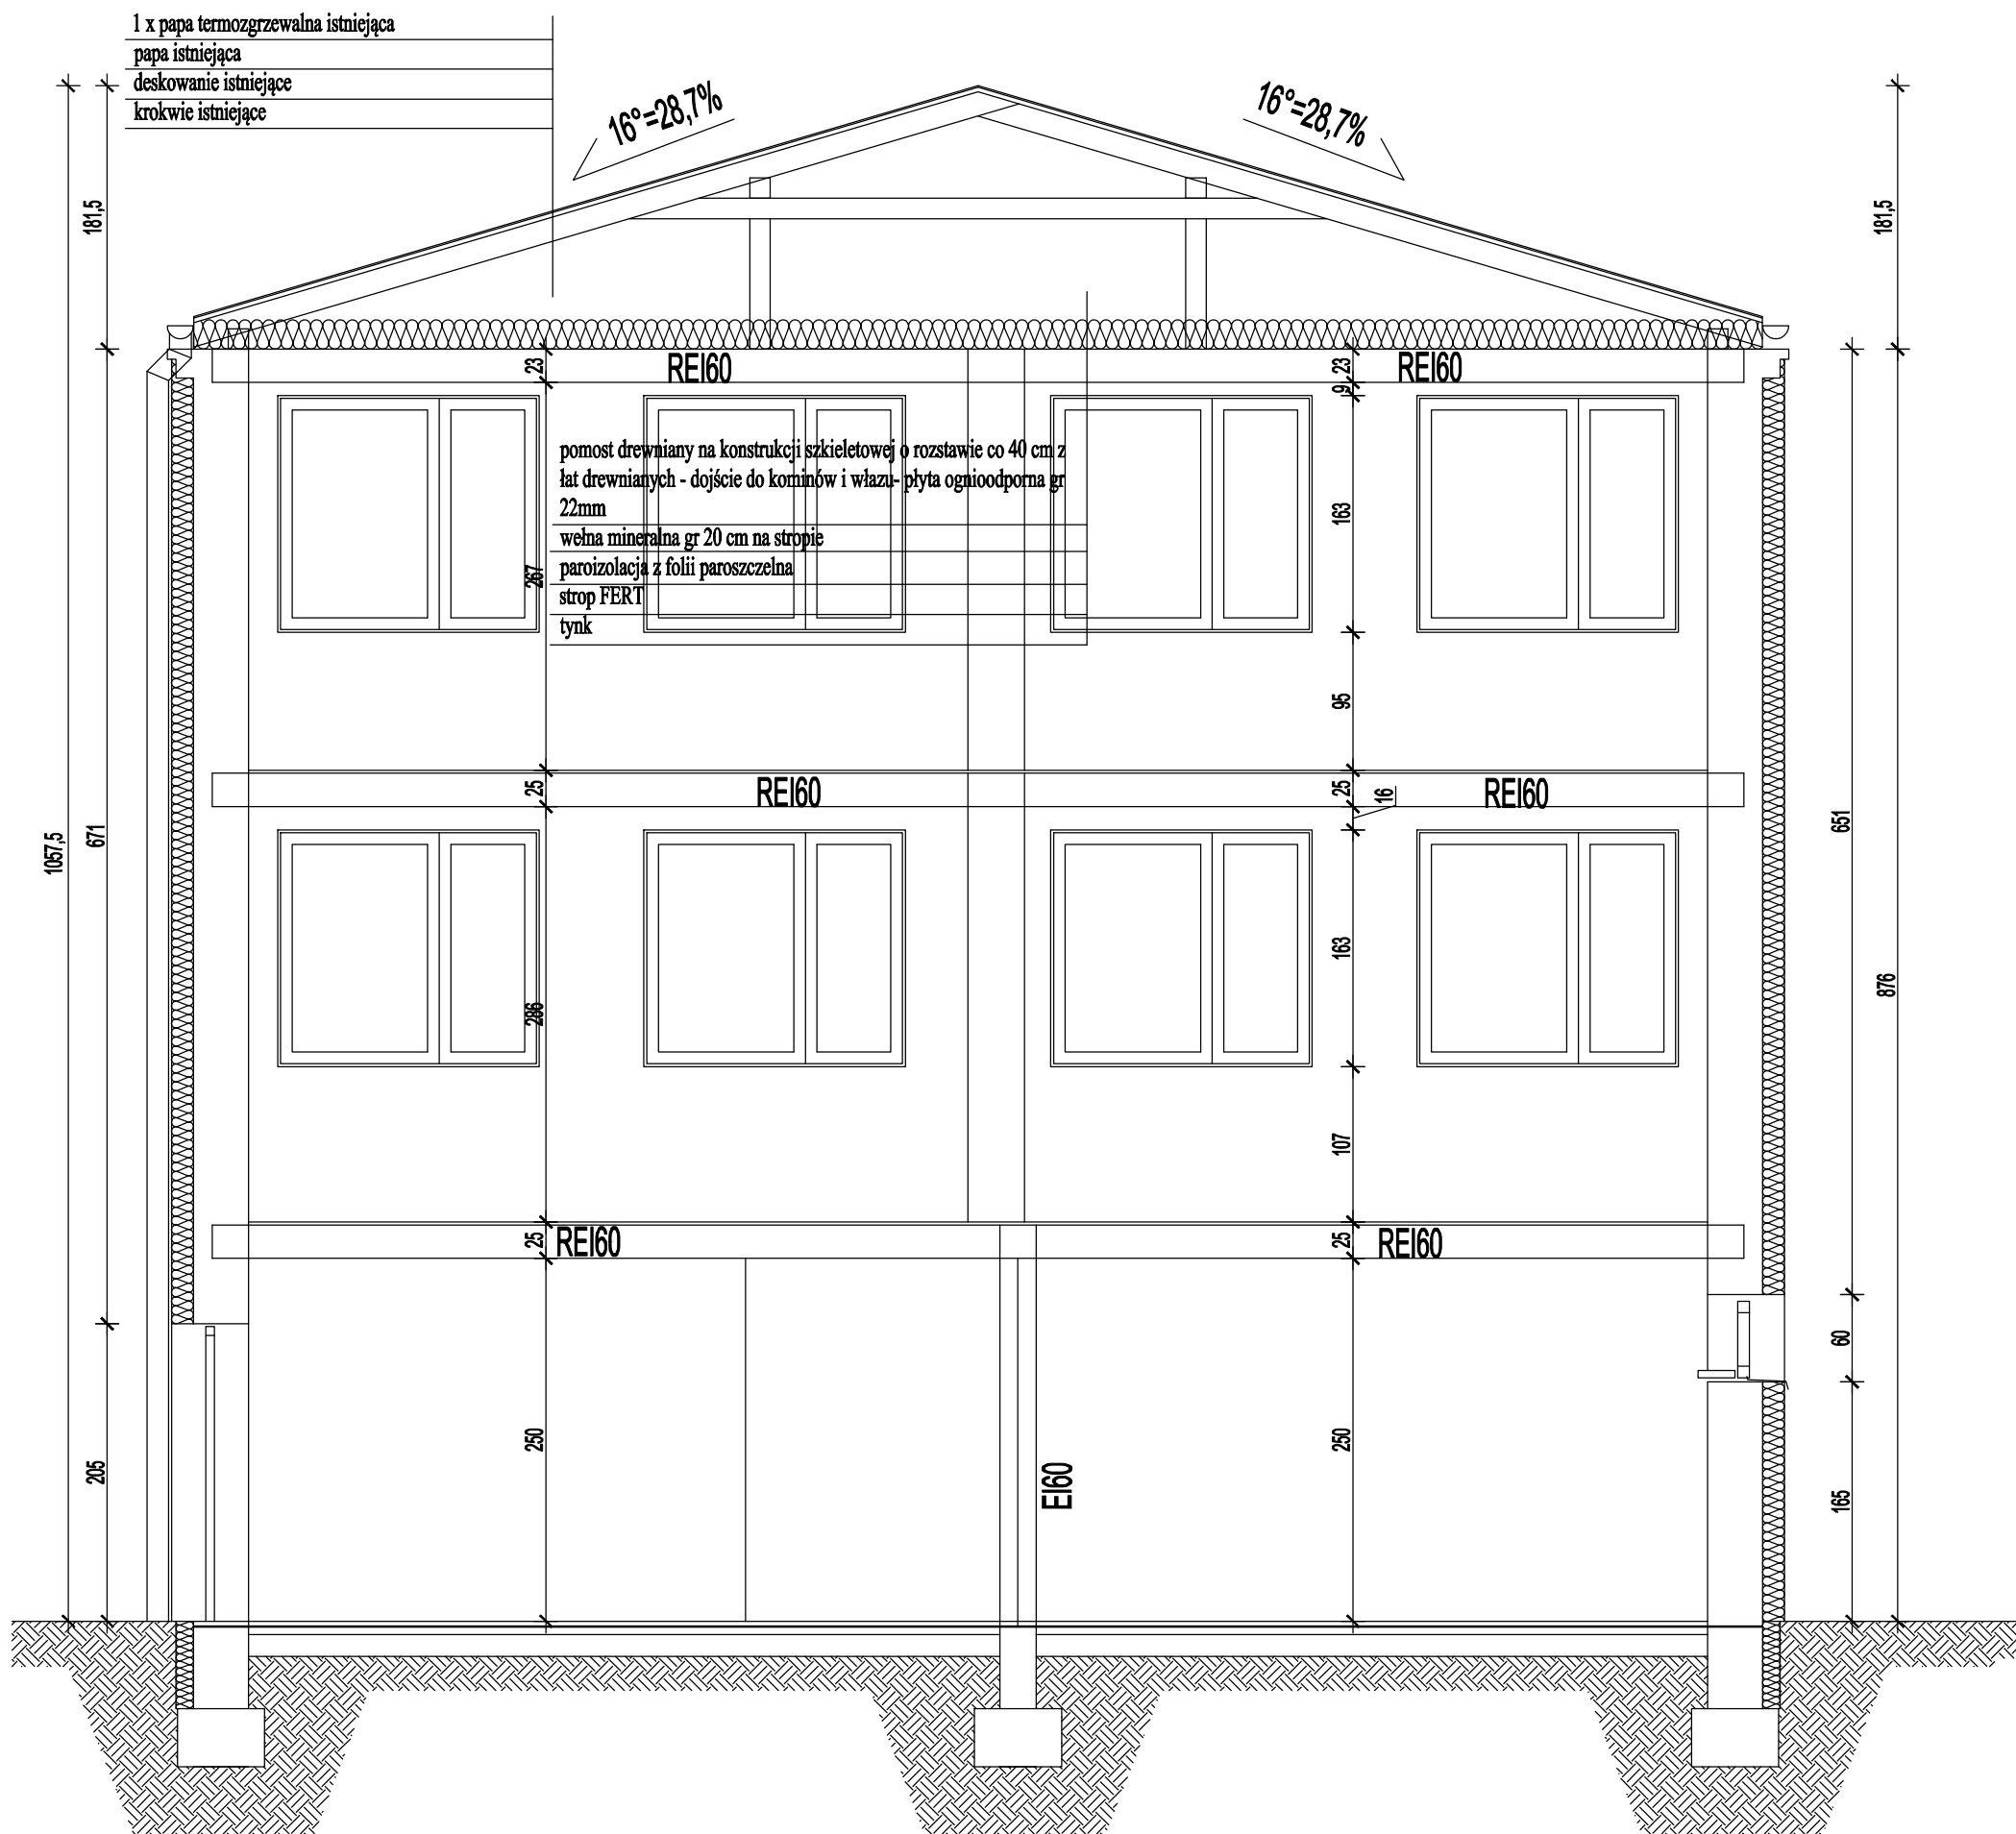 1 x papa termozgrzewalna istniejąca
papa istniejąca
deskowanie istniejące
krokwie istniejące
16°=28,7%
16°=28,7%
181,5
181,5
23
REI60
23
REI60
9
pomost drewniany na konstrukcji szkieletowej o rozstawie co 40 cm z
łat drewnianych - dojście do kominów i włazu- płyta ognioodporna gr
22mm
wełna mineralna gr 20 cm na stropie
paroizolacja z folii paroszczelna
strop FERT
tynk
267
163
95
25
REI60
25
16
REI60
1057,5
671
651
876
286
163
107
25
REI60
25
REI60
60
205
250
EI60
250
165